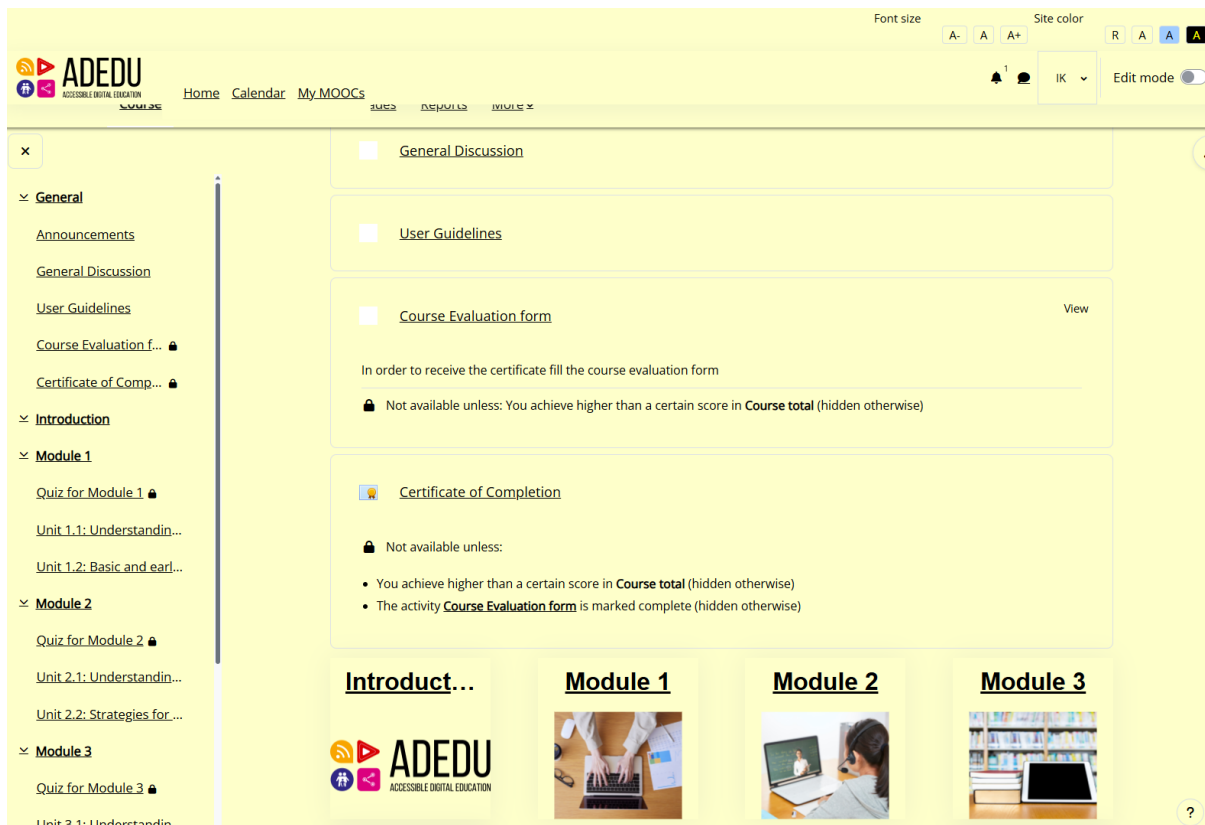 Font size
Site color
A- A A+ R A A A
ADEDU
ACCESSIBLE DIGITAL EDUCATION
Home Calendar My MOOCs
1
IK
Edit mode
Course
Reports More
General
Announcements
General Discussion
User Guidelines
Course Evaluation f...
Certificate of Comp...
Introduction
Module 1
Quiz for Module 1
Unit 1.1: Understandin...
Unit 1.2: Basic and earl...
Module 2
Quiz for Module 2
Unit 2.1: Understandin...
Unit 2.2: Strategies for ...
Module 3
Quiz for Module 3
Unit 3.1: Understandin
General Discussion
User Guidelines
Course Evaluation form
View
In order to receive the certificate fill the course evaluation form
Not available unless: You achieve higher than a certain score in Course total (hidden otherwise)
Certificate of Completion
Not available unless:
• You achieve higher than a certain score in Course total (hidden otherwise)
• The activity Course Evaluation form is marked complete (hidden otherwise)
Introduct... Module 1 Module 2 Module 3
ADEDU
ACCESSIBLE DIGITAL EDUCATION
?